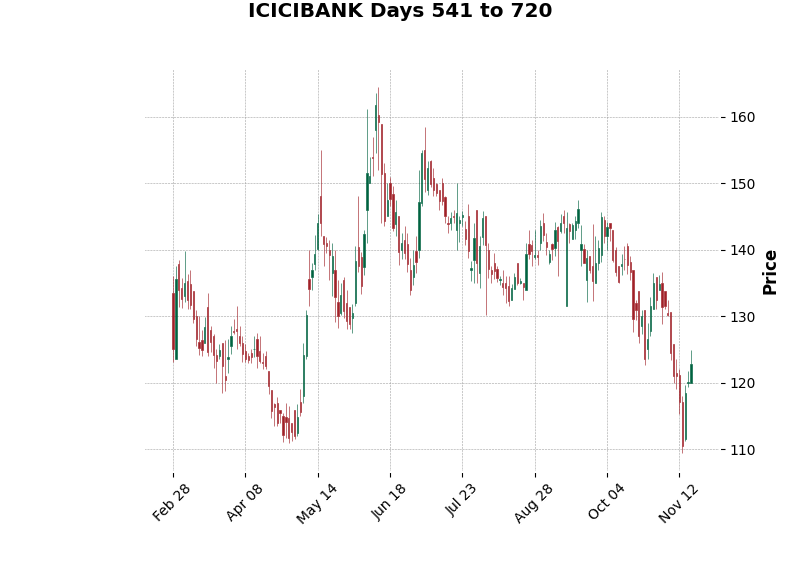 ICICIBANK Days 541 to 720
160
150
140
130
120
110
Price
Feb 28
Apr 08
May 14
Jun 18
Jul 23
Aug 28
Oct 04
Nov 12